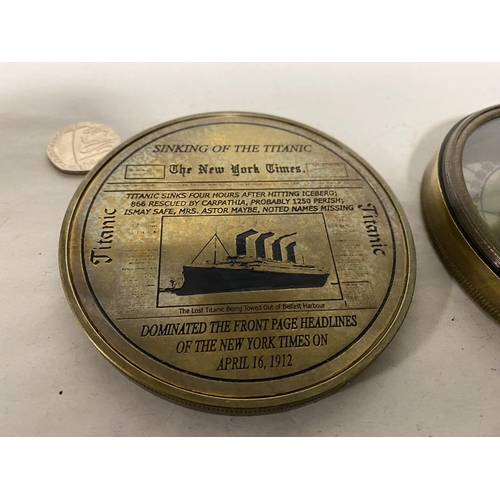 SINKING OF THE TITANIC
The New York Times.
TITANIC SINKS FOUR HOURS AFTER HITTING ICEBERG;
866 RESCUED BY CARPATHIA, PROBABLY 1250 PERISH;
ISMAY SAFE, MRS. ASTOR MAYBE, NOTED NAMES MISSING
Titanic
Titanic
The Lost Titanic Being Towed Out of Belfast Harbour
DOMINATED THE FRONT PAGE HEADLINES
OF THE NEW YORK TIMES ON
APRIL 16, 1912